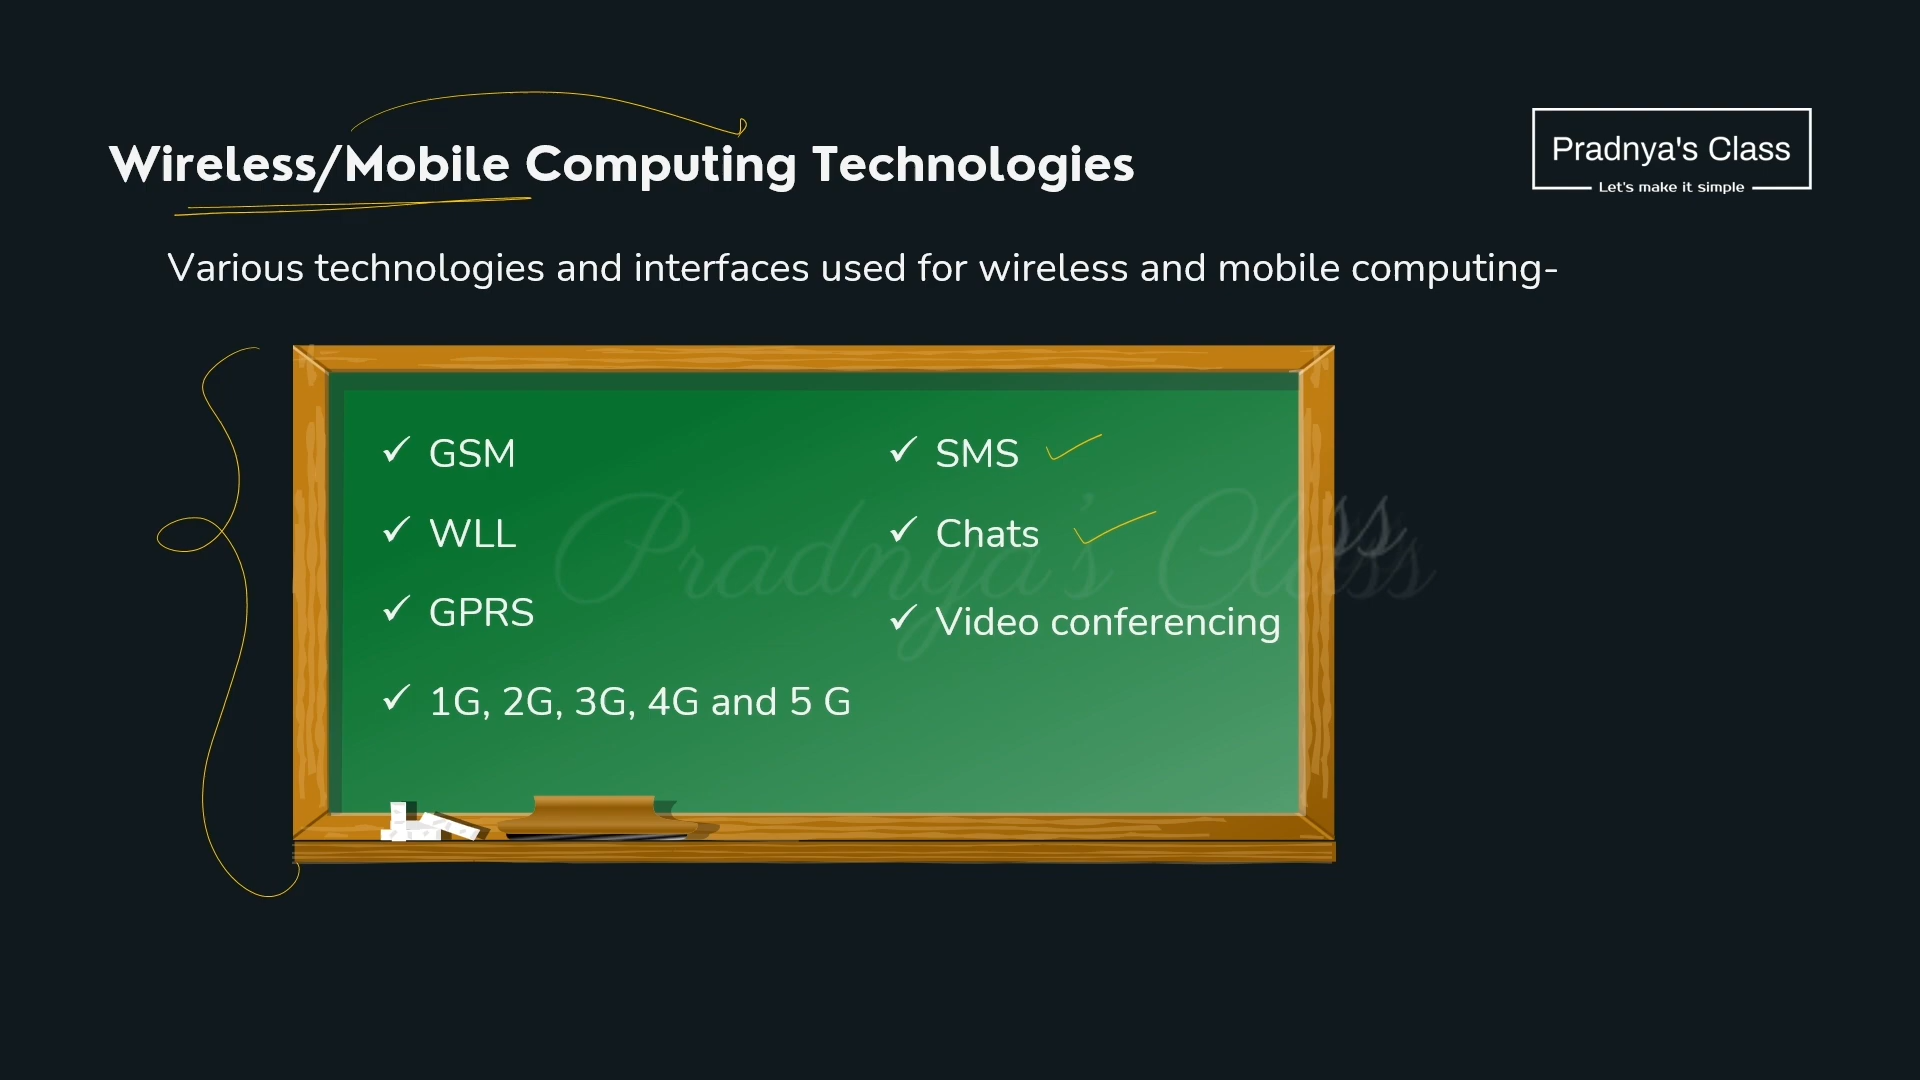 Wireless/Mobile Computing Technologies
Pradnya's Class
Let's make it simple
Various technologies and interfaces used for wireless and mobile computing-
✓ GSM
✓ WLL
✓ GPRS
✓ 1G, 2G, 3G, 4G and 5 G
✓ SMS
✓ Chats
✓ Video conferencing
Pradnya's Class